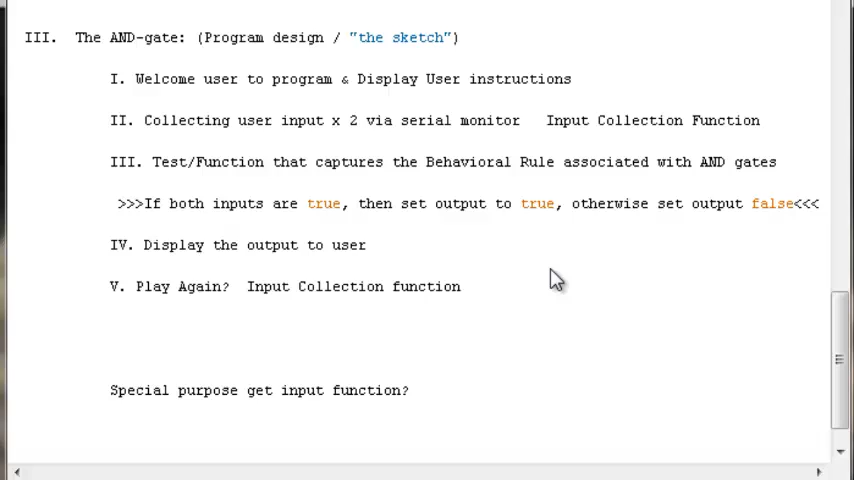 III. The AND-gate: (Program design / "the sketch")
I. Welcome user to program & Display User instructions
II. Collecting user input x 2 via serial monitor Input Collection Function
III. Test/Function that captures the Behavioral Rule associated with AND gates
>>>If both inputs are true, then set output to true, otherwise set output false<<<
IV. Display the output to user
V. Play Again? Input Collection function
Special purpose get input function?